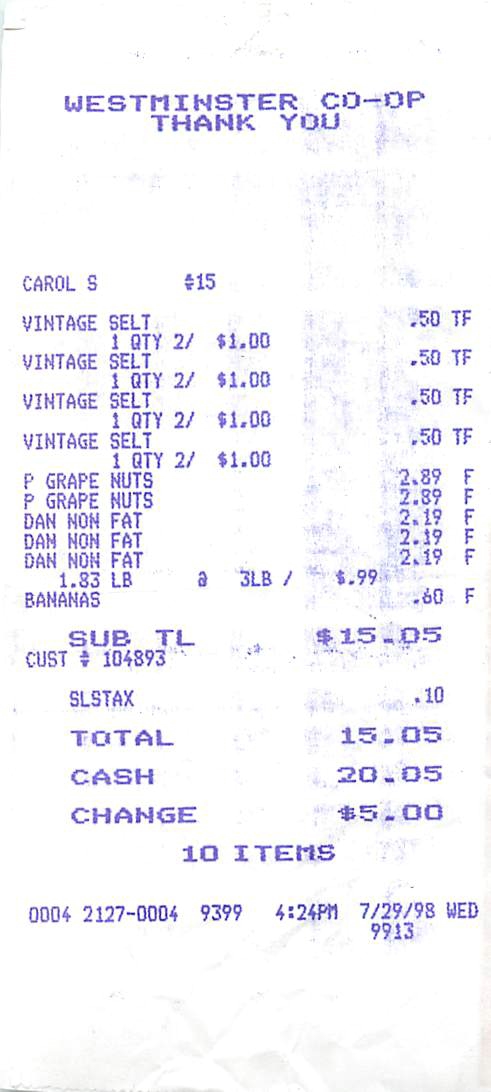 WESTMINSTER CO-OP
THANK YOU
CAROL S #15
VINTAGE SELT .50 TF
1 QTY 2/ $1.00
VINTAGE SELT .50 TF
1 QTY 2/ $1.00
VINTAGE SELT .50 TF
1 QTY 2/ $1.00
VINTAGE SELT .50 TF
1 QTY 2/ $1.00
P GRAPE NUTS 2.89 F
P GRAPE NUTS 2.89 F
DAN NON FAT 2.19 F
DAN NON FAT 2.19 F
DAN NON FAT 2.19 F
1.83 LB @ 3LB / $.99
BANANAS .60 F
SUB TL $15.05
CUST # 104893
SLSTAX .10
TOTAL 15.05
CASH 20.05
CHANGE $5.00
10 ITEMS
0004 2127-0004 9399 4:24PM 7/29/98 WED
9913